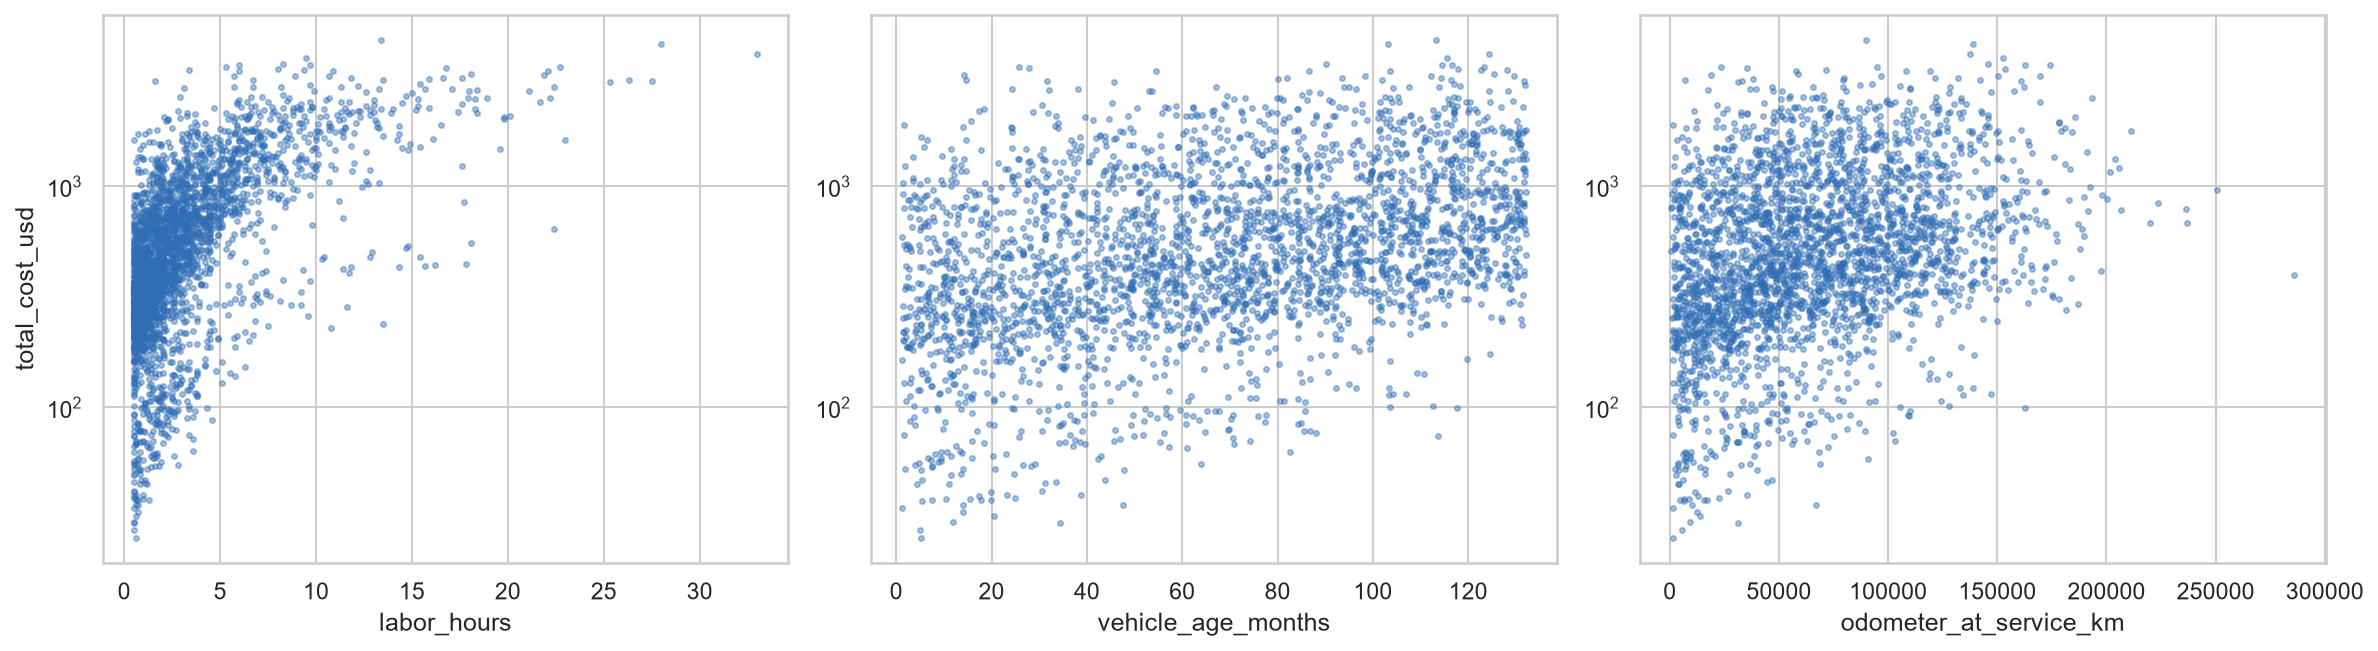 total_cost_usd
10³
10²
0 5 10 15 20 25 30
labor_hours
10³
10²
0 20 40 60 80 100 120
vehicle_age_months
10³
10²
0 50000 100000 150000 200000 250000 300000
odometer_at_service_km